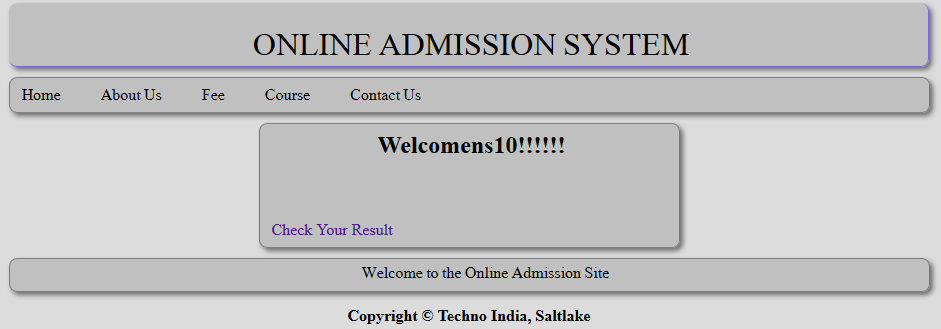 ONLINE ADMISSION SYSTEM
Home About Us Fee Course Contact Us
Welcomens10!!!!!!
Check Your Result
Welcome to the Online Admission Site
Copyright © Techno India, Saltlake